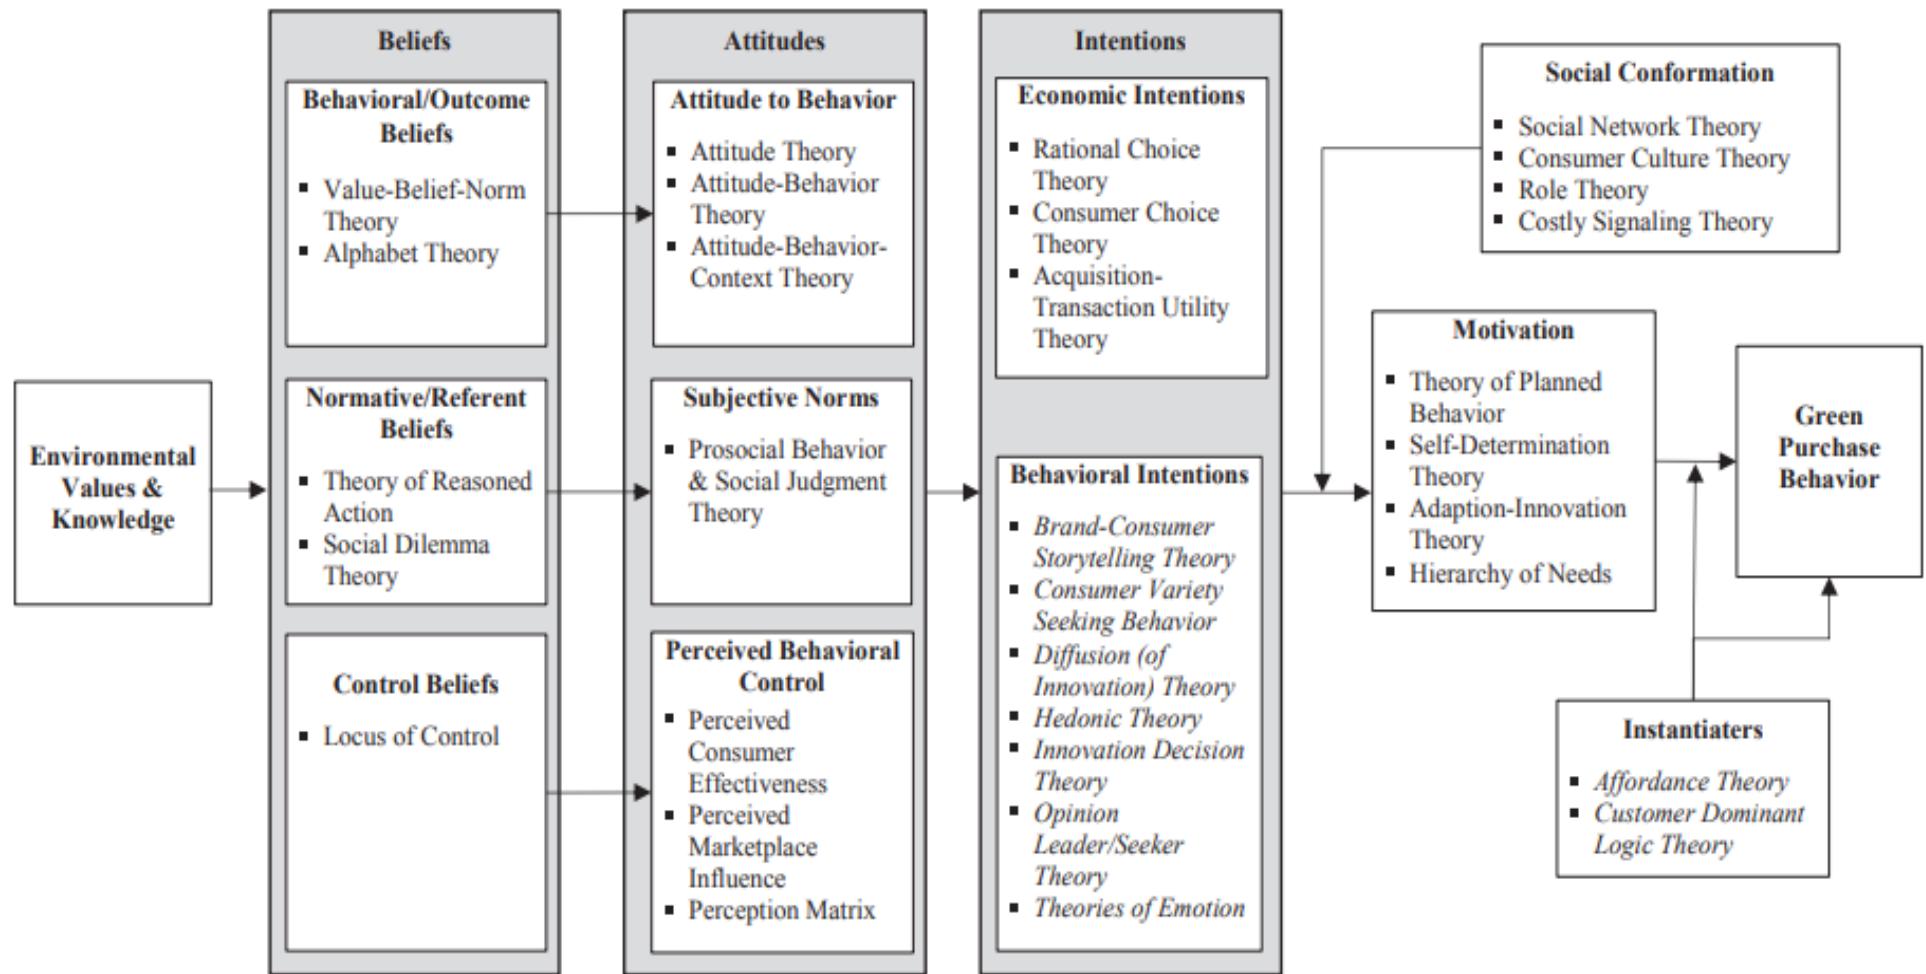 Beliefs
Behavioral/Outcome
Beliefs
▪ Value-Belief-Norm
Theory
▪ Alphabet Theory
Normative/Referent
Beliefs
▪ Theory of Reasoned
Action
▪ Social Dilemma
Theory
Control Beliefs
▪ Locus of Control
Environmental
Values &
Knowledge
Attitudes
Attitude to Behavior
▪ Attitude Theory
▪ Attitude-Behavior
Theory
▪ Attitude-Behavior-
Context Theory
Subjective Norms
▪ Prosocial Behavior
& Social Judgment
Theory
Perceived Behavioral
Control
▪ Perceived
Consumer
Effectiveness
▪ Perceived
Marketplace
Influence
▪ Perception Matrix
Intentions
Economic Intentions
▪ Rational Choice
Theory
▪ Consumer Choice
Theory
▪ Acquisition-
Transaction Utility
Theory
Behavioral Intentions
▪ Brand-Consumer
Storytelling Theory
▪ Consumer Variety
Seeking Behavior
▪ Diffusion (of
Innovation) Theory
▪ Hedonic Theory
▪ Innovation Decision
Theory
▪ Opinion
Leader/Seeker
Theory
▪ Theories of Emotion
Social Conformation
▪ Social Network Theory
▪ Consumer Culture Theory
▪ Role Theory
▪ Costly Signaling Theory
Motivation
▪ Theory of Planned
Behavior
▪ Self-Determination
Theory
▪ Adaption-Innovation
Theory
▪ Hierarchy of Needs
Green
Purchase
Behavior
Instantiaters
▪ Affordance Theory
▪ Customer Dominant
Logic Theory